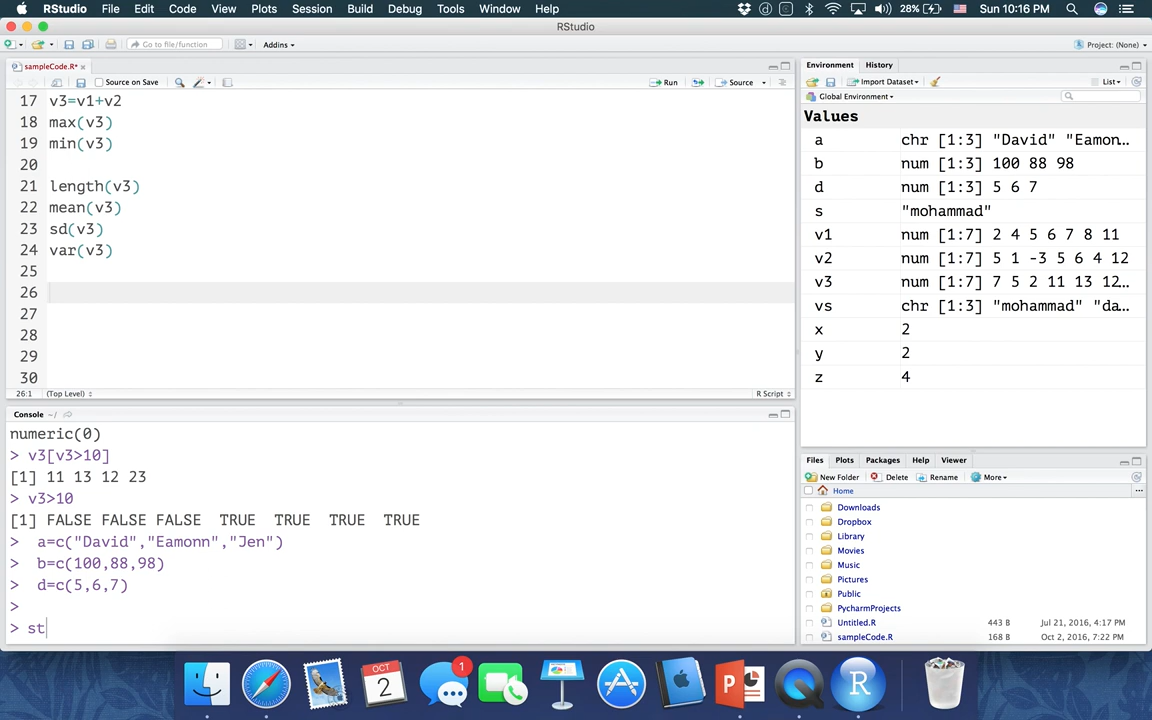 RStudio File Edit Code View Plots Session Build Debug Tools Window Help 28% Sun 10:16 PM
RStudio
Go to file/function Addins Project: (None)
sampleCode.R*
Source on Save Run Source
17 v3=v1+v2
18 max(v3)
19 min(v3)
20
21 length(v3)
22 mean(v3)
23 sd(v3)
24 var(v3)
25
26
27
28
29
30
26:1 (Top Level) R Script
Console ~/
numeric(0)
> v3[v3>10]
[1] 11 13 12 23
> v3>10
[1] FALSE FALSE FALSE TRUE TRUE TRUE TRUE
> a=c("David","Eamonn","Jen")
> b=c(100,88,98)
> d=c(5,6,7)
>
> st
Environment History
Import Dataset List
Global Environment
Values
a chr [1:3] "David" "Eamon…
b num [1:3] 100 88 98
d num [1:3] 5 6 7
s "mohammad"
v1 num [1:7] 2 4 5 6 7 8 11
v2 num [1:7] 5 1 -3 5 6 4 12
v3 num [1:7] 7 5 2 11 13 12…
vs chr [1:3] "mohammad" "da…
x 2
y 2
z 4
Files Plots Packages Help Viewer
New Folder Delete Rename More
Home
Downloads
Dropbox
Library
Movies
Music
Pictures
Public
PycharmProjects
Untitled.R 443 B Jul 21, 2016, 4:17 PM
sampleCode.R 168 B Oct 2, 2016, 7:22 PM
OCT
2
1
P
R